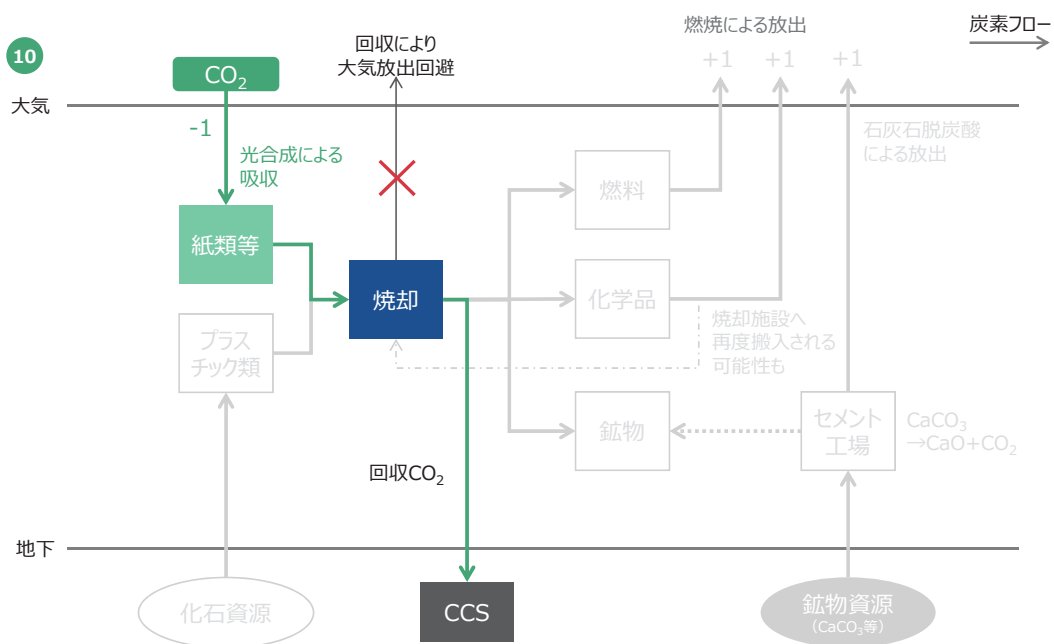 10
回収により
大気放出回避
燃焼による放出
炭素フロー
CO₂
+1
+1
+1
大気
-1
光合成による
吸収
石灰石脱炭酸
による放出
紙類等
燃料
焼却
化学品
プラス
チック類
焼却施設へ
再度搬入される
可能性も
鉱物
セメント
工場
CaCO₃
→CaO+CO₂
回収CO₂
地下
化石資源
CCS
鉱物資源
（CaCO₃等）